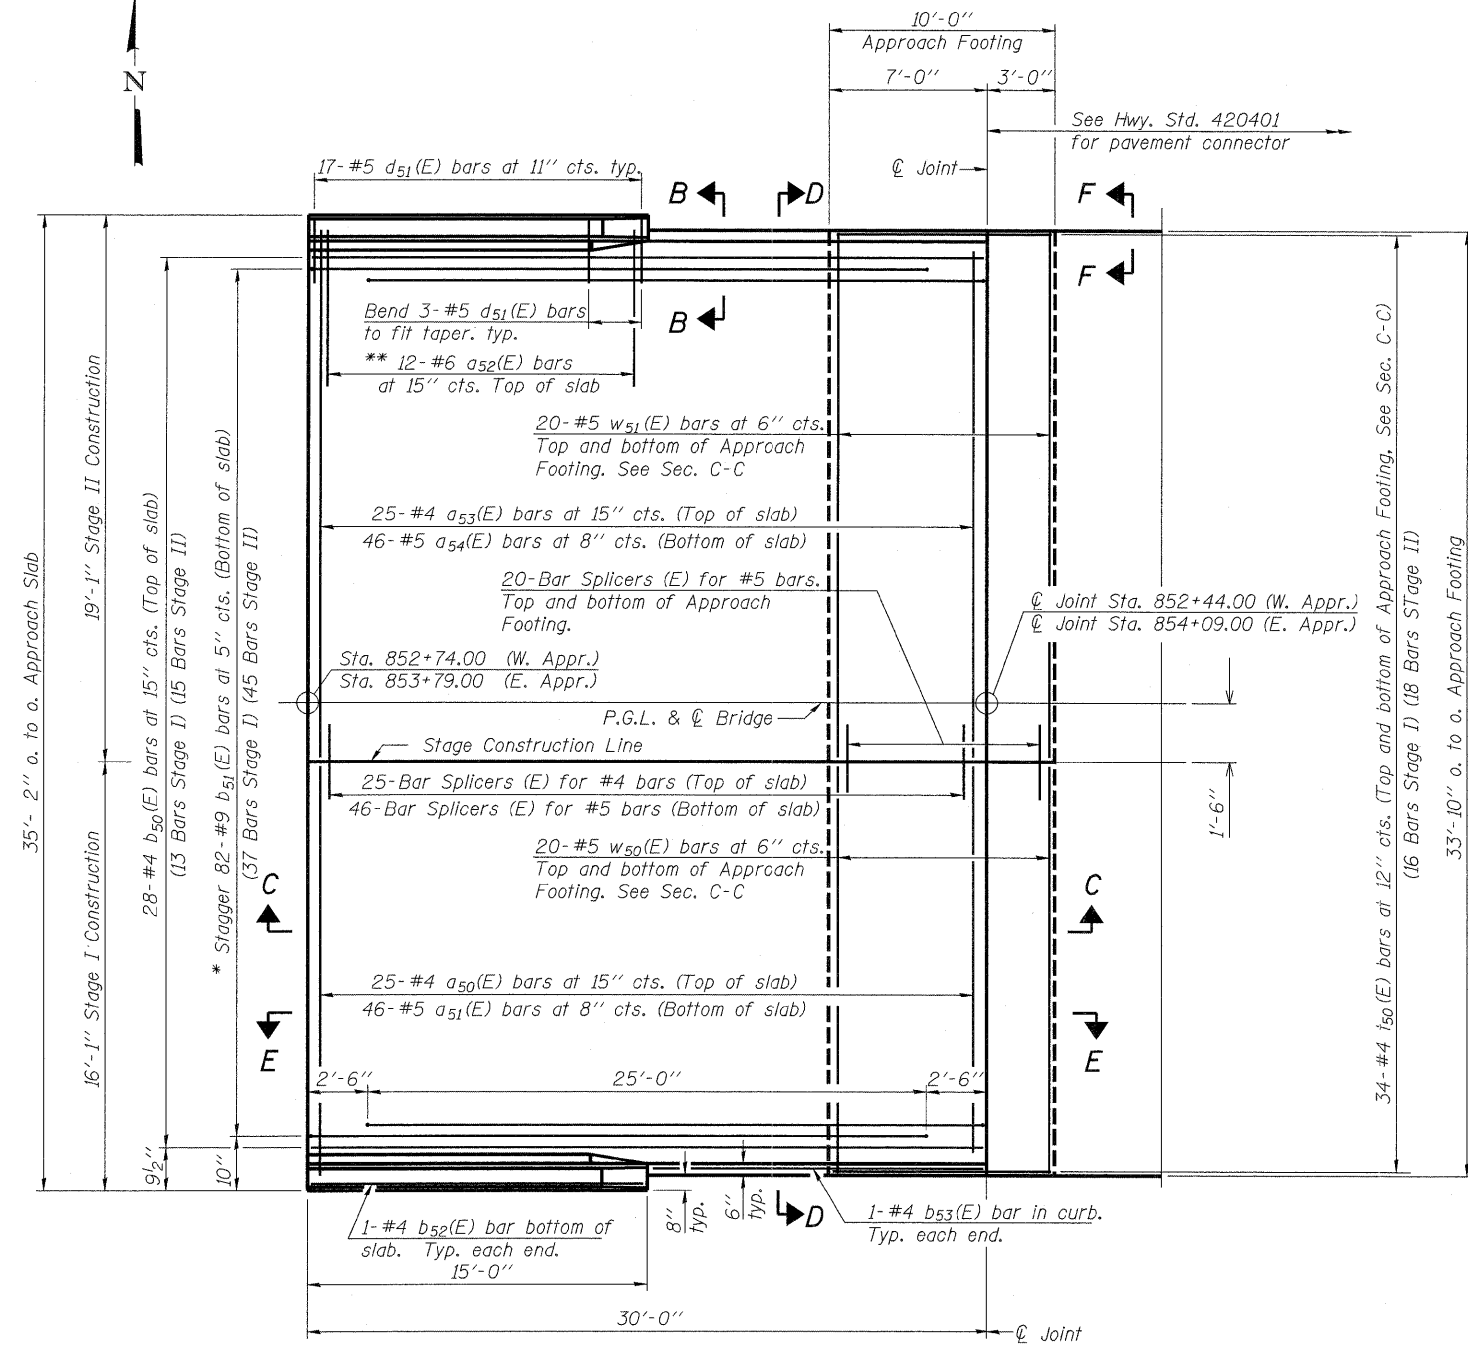 10'-0"
Approach Footing
7'-0"
3'-0"
N
See Hwy. Std. 420401
for pavement connector
℄ Joint
17-#5 d51(E) bars at 11" cts. typ.
B
D
F
F
B
Bend 3-#5 d51(E) bars
to fit taper. typ.
** 12-#6 a52(E) bars
at 15" cts. Top of slab
20-#5 w51(E) bars at 6" cts.
Top and bottom of Approach
Footing. See Sec. C-C
25-#4 a53(E) bars at 15" cts. (Top of slab)
46-#5 a54(E) bars at 8" cts. (Bottom of slab)
20-Bar Splicers (E) for #5 bars.
Top and bottom of Approach
Footing.
℄ Joint Sta. 852+44.00 (W. Appr.)
℄ Joint Sta. 854+09.00 (E. Appr.)
Sta. 852+74.00 (W. Appr.)
Sta. 853+79.00 (E. Appr.)
P.G.L. & ℄ Bridge
Stage Construction Line
25-Bar Splicers (E) for #4 bars (Top of slab)
46-Bar Splicers (E) for #5 bars (Bottom of slab)
1'-6"
20-#5 w50(E) bars at 6" cts.
Top and bottom of Approach
Footing. See Sec. C-C
C
C
25-#4 a50(E) bars at 15" cts. (Top of slab)
46-#5 a51(E) bars at 8" cts. (Bottom of slab)
E
E
2'-6"
25'-0"
2'-6"
35'-2" o. to o. Approach Slab
19'-1" Stage II Construction
16'-1" Stage I Construction
28-#4 b50(E) bars at 15" cts. (Top of slab)
(13 Bars Stage I) (15 Bars Stage II)
* Stagger 82-#9 b51(E) bars at 5" cts. (Bottom of slab)
(37 Bars Stage I) (45 Bars Stage II)
34-#4 t50(E) bars at 12" cts. (Top and bottom of Approach Footing, See Sec. C-C)
(16 Bars Stage I) (18 Bars STage II)
33'-10" o. to o. Approach Footing
9½"
10"
8"
typ.
6"
typ.
D
1-#4 b52(E) bar bottom of
slab. Typ. each end.
1-#4 b53(E) bar in curb.
Typ. each end.
15'-0"
30'-0"
℄ Joint